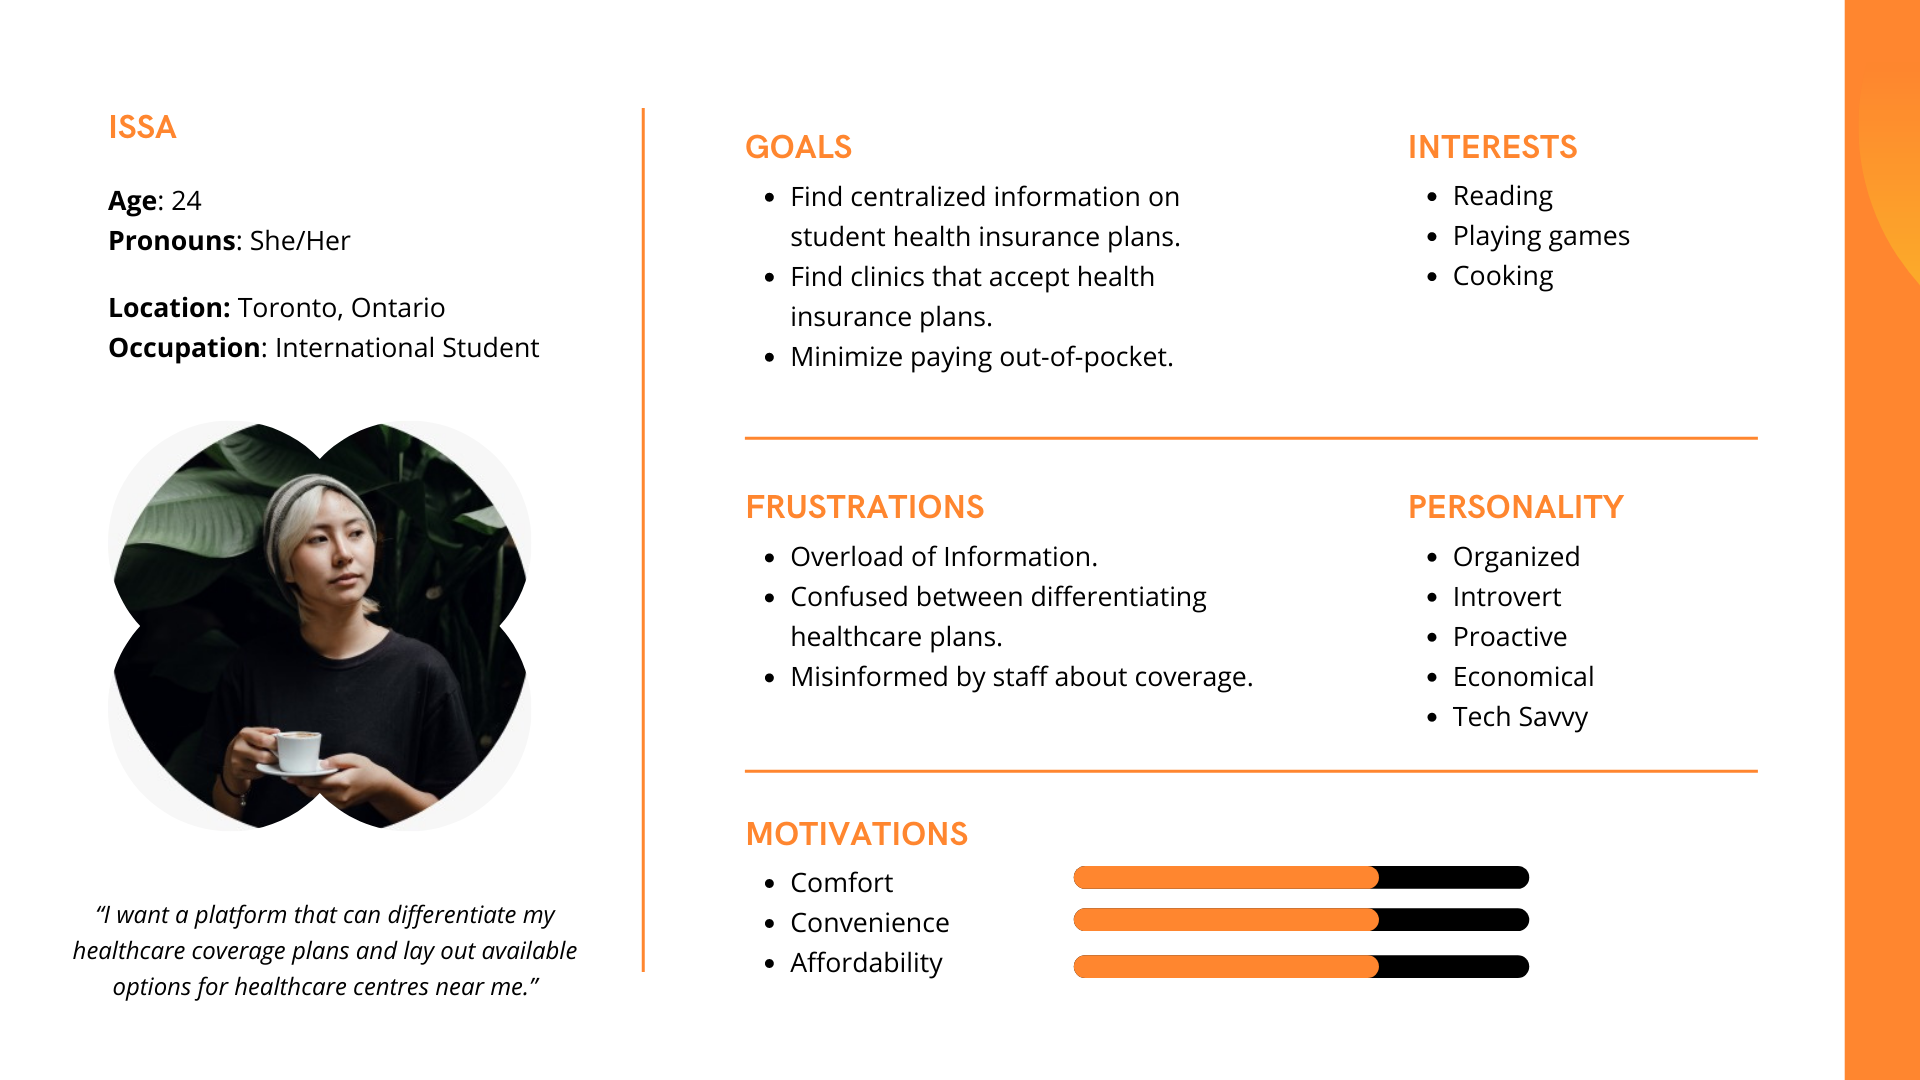 ISSA
Age: 24
Pronouns: She/Her
Location: Toronto, Ontario
Occupation: International Student
“I want a platform that can differentiate my
healthcare coverage plans and lay out available
options for healthcare centres near me.”
GOALS
Find centralized information on
student health insurance plans.
Find clinics that accept health
insurance plans.
Minimize paying out-of-pocket.
INTERESTS
Reading
Playing games
Cooking
FRUSTRATIONS
Overload of Information.
Confused between differentiating
healthcare plans.
Misinformed by staff about coverage.
PERSONALITY
Organized
Introvert
Proactive
Economical
Tech Savvy
MOTIVATIONS
Comfort
Convenience
Affordability